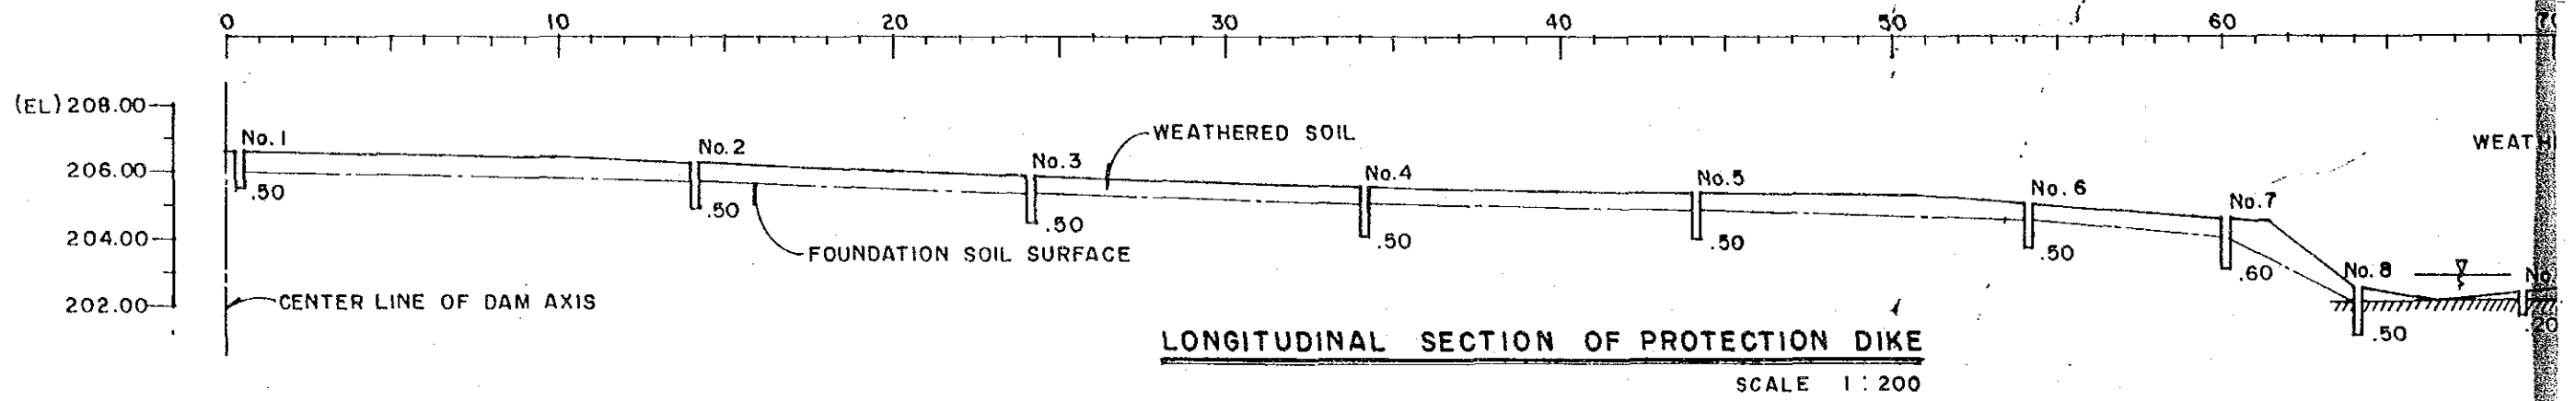 0 10 20 30 40 50 60
(EL) 208.00
206.00
204.00
202.00
No. 1
.50
No. 2
.50
No. 3
.50
WEATHERED SOIL
No. 4
.50
No. 5
.50
No. 6
.50
No. 7
.60
No. 8
.50
No.
.20
WEATH
FOUNDATION SOIL SURFACE
CENTER LINE OF DAM AXIS
LONGITUDINAL SECTION OF PROTECTION DIKE
SCALE 1 : 200